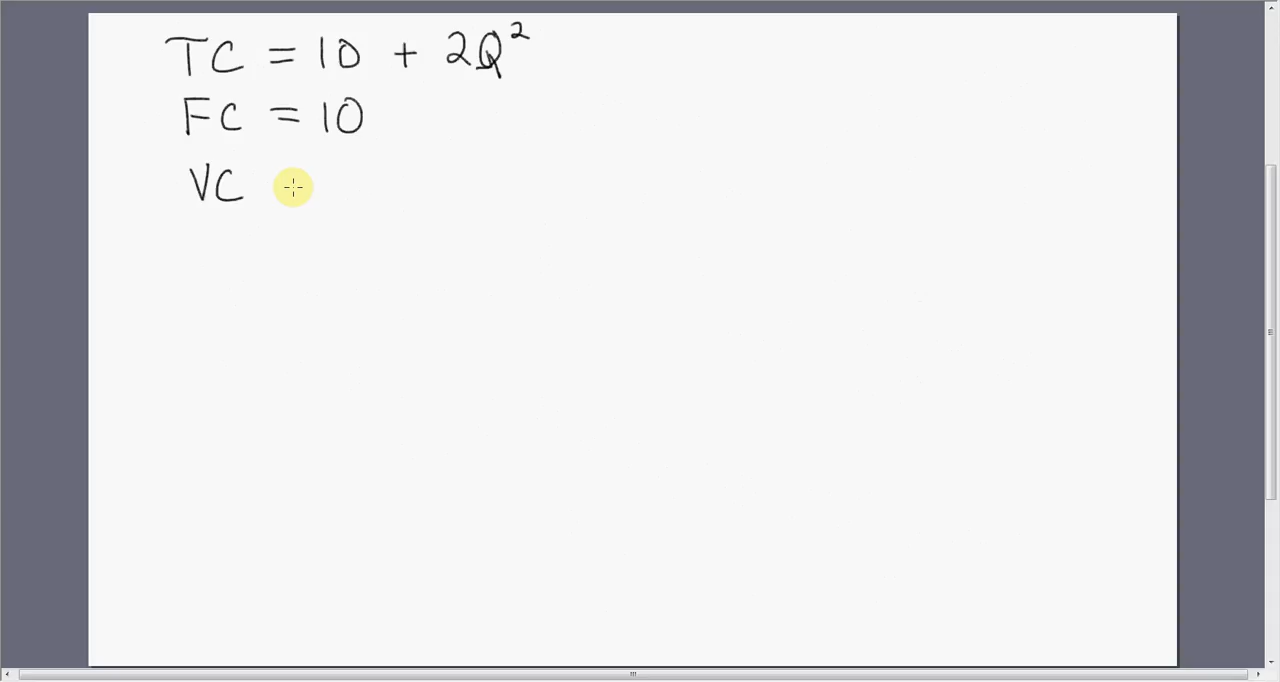 TC = 10 + 2Q²
FC = 10
VC